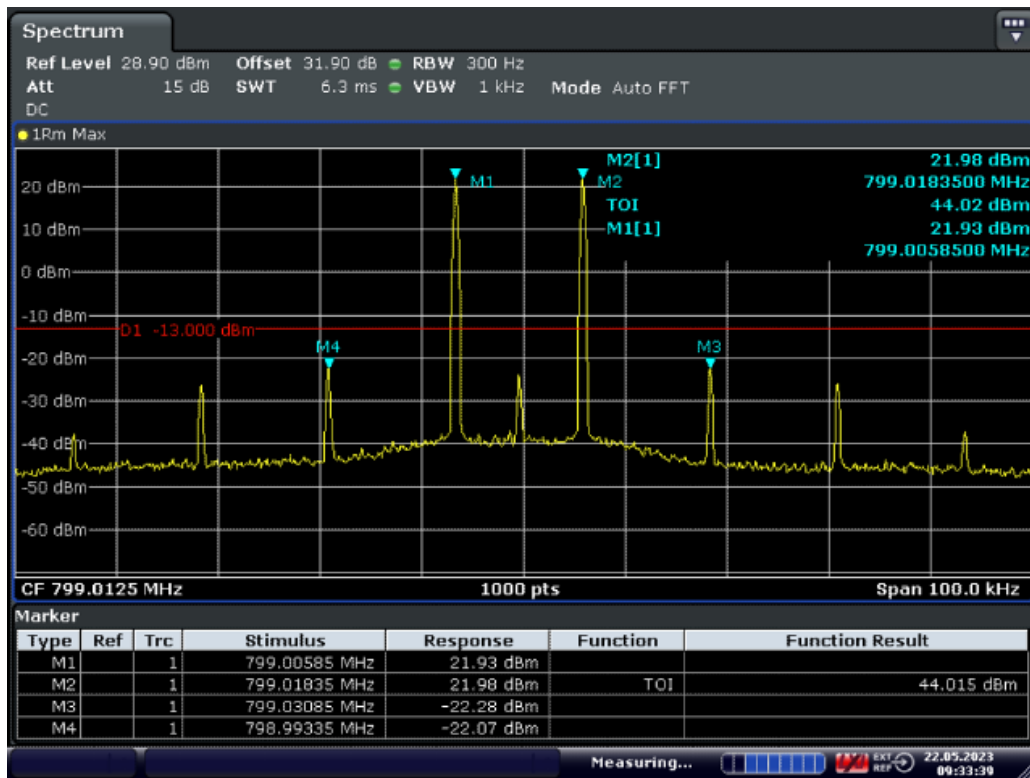 Spectrum
Ref Level 28.90 dBm Offset 31.90 dB RBW 300 Hz
Att 15 dB SWT 6.3 ms VBW 1 kHz Mode Auto FFT
DC
1Rm Max
M2[1] 21.98 dBm
M1 M2 799.0183500 MHz
20 dBm
TOI 44.02 dBm
10 dBm M1[1] 21.93 dBm
799.0058500 MHz
0 dBm
-10 dBm
D1 -13.000 dBm
M4 M3
-20 dBm
-30 dBm
-40 dBm
-50 dBm
-60 dBm
CF 799.0125 MHz 1000 pts Span 100.0 kHz
Marker
Type Ref Trc Stimulus Response Function Function Result
M1 1 799.00585 MHz 21.93 dBm
M2 1 799.01835 MHz 21.98 dBm TOI 44.015 dBm
M3 1 799.03085 MHz -22.28 dBm
M4 1 798.99335 MHz -22.07 dBm
Measuring... EXT REF 22.05.2023
09:33:39